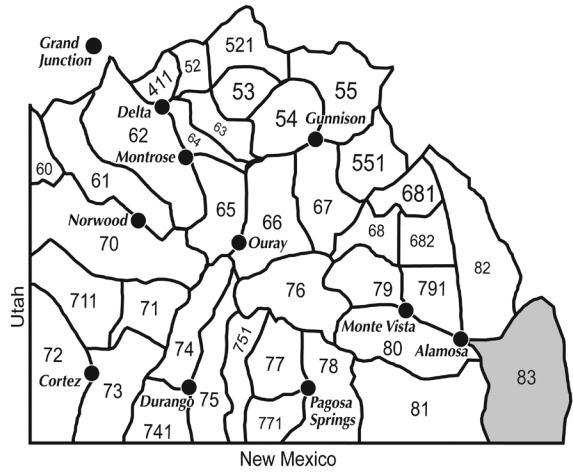 Grand
Junction
521
52
411
55
53
Delta
54
Gunnison
62
63
64
Montrose
551
60
61
681
65
66
67
Norwood
68
682
70
Ouray
82
76
79
791
711
71
Utah
Monte Vista
751
80
Alamosa
72
74
77
78
83
Cortez
73
Durango
75
Pagosa
Springs
81
741
771
New Mexico